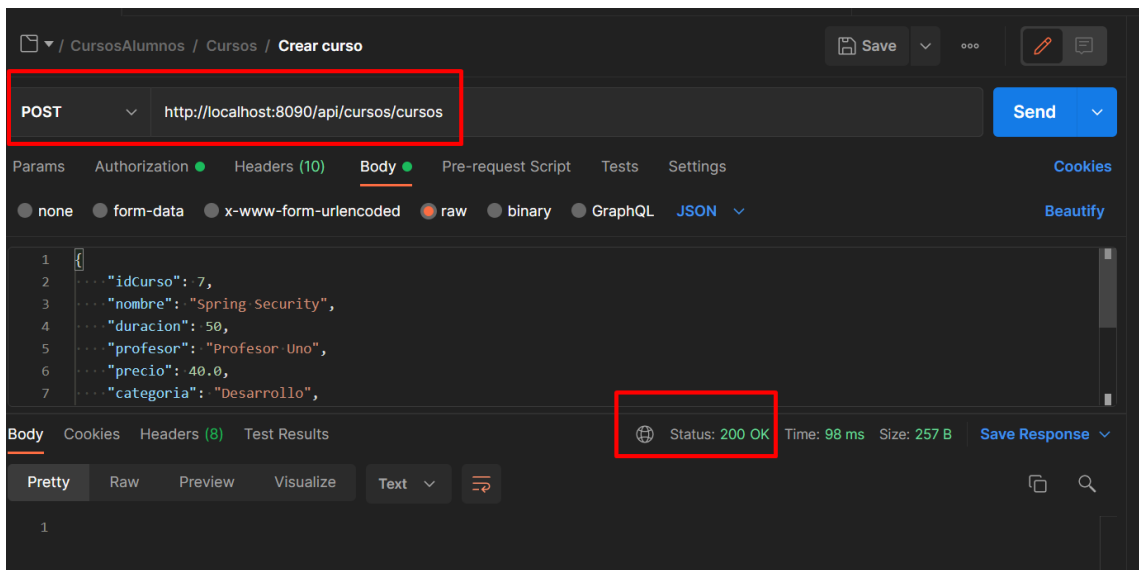 / CursosAlumnos / Cursos / Crear curso
Save
POST
http://localhost:8090/api/cursos/cursos
Send
Params Authorization Headers (10) Body Pre-request Script Tests Settings Cookies
none form-data x-www-form-urlencoded raw binary GraphQL JSON Beautify
1 {
2 "idCurso": 7,
3 "nombre": "Spring Security",
4 "duracion": 50,
5 "profesor": "Profesor Uno",
6 "precio": 40.0,
7 "categoria": "Desarrollo",
Body Cookies Headers (8) Test Results Status: 200 OK Time: 98 ms Size: 257 B Save Response
Pretty Raw Preview Visualize Text
1